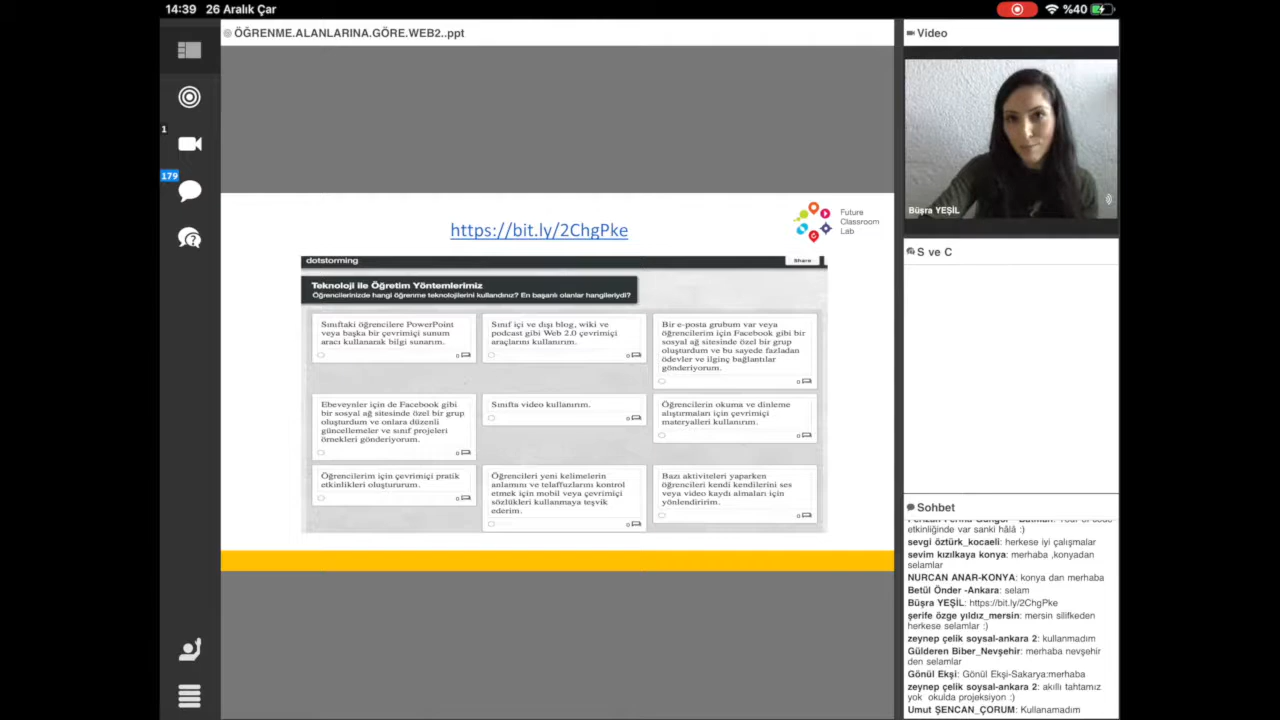 14:39 26 Aralık Çar
%40
ÖĞRENME.ALANLARINA.GÖRE.WEB2..ppt
1
179
https://bit.ly/2ChgPke
Future
Classroom
Lab
dotstorming
Share
Teknoloji ile Öğretim Yöntemlerimiz
Öğrencilerinizde hangi öğrenme teknolojilerini kullandınız? En başarılı olanlar hangileriydi?
Sınıftaki öğrencilere PowerPoint
veya başka bir çevrimiçi sunum
aracı kullanarak bilgi sunarım.
0
Sınıf içi ve dışı blog, wiki ve
podcast gibi Web 2.0 çevrimiçi
araçlarını kullanırım.
0
Bir e-posta grubum var veya
öğrencilerim için Facebook gibi bir
sosyal ağ sitesinde özel bir grup
oluşturdum ve bu sayede fazladan
ödevler ve ilginç bağlantılar
gönderiyorum.
0
Ebeveynler için de Facebook gibi
bir sosyal ağ sitesinde özel bir grup
oluşturdum ve onlara düzenli
güncellemeler ve sınıf projeleri
örnekleri gönderiyorum.
0
Sınıfta video kullanırım.
0
Öğrencilerin okuma ve dinleme
alıştırmaları için çevrimiçi
materyalleri kullanırım.
0
Öğrencilerim için çevrimiçi pratik
etkinlikleri oluştururum.
0
Öğrencileri yeni kelimelerin
anlamını ve telaffuzlarını kontrol
etmek için mobil veya çevrimiçi
sözlükleri kullanmaya teşvik
ederim.
0
Bazı aktiviteleri yaparken
öğrencileri kendi kendilerini ses
veya video kaydı almaları için
yönlendiririm.
0
Video
Büşra YEŞİL
S ve C
Sohbet
etkinliğinde var sanki hâlâ :)
sevgi öztürk_kocaeli: herkese iyi çalışmalar
sevim kızılkaya konya: merhaba ,konyadan
selamlar
NURCAN ANAR-KONYA: konya dan merhaba
Betül Önder -Ankara: selam
Büşra YEŞİL: https://bit.ly/2ChgPke
şerife özge yıldız_mersin: mersin silifkeden
herkese selamlar :)
zeynep çelik soysal-ankara 2: kullanmadım
Gülderen Biber_Nevşehir: merhaba nevşehir
den selamlar
Gönül Ekşi: Gönül Ekşi-Sakarya:merhaba
zeynep çelik soysal-ankara 2: akıllı tahtamız
yok okulda projeksiyon :)
Umut ŞENCAN_ÇORUM: Kullanamadım